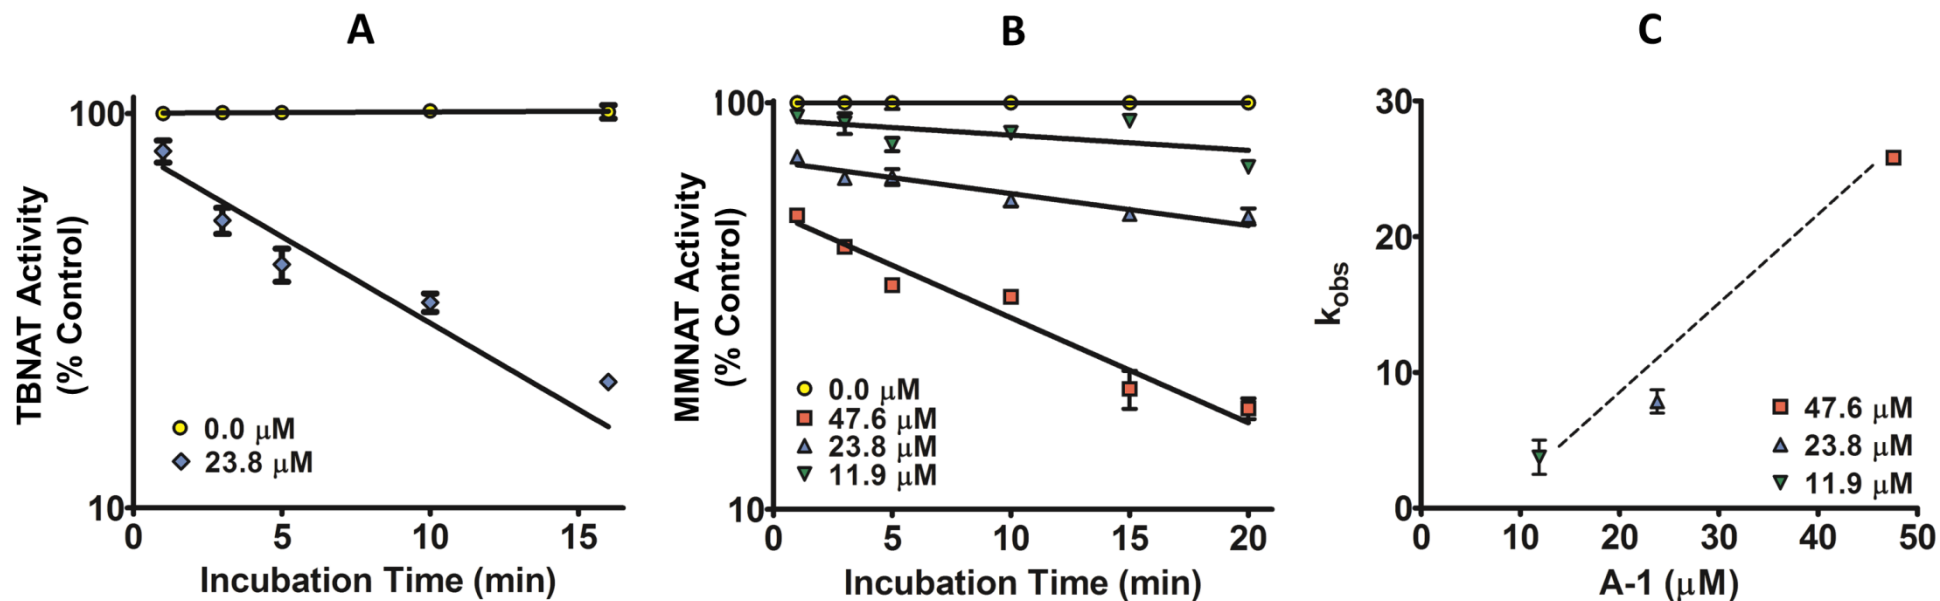 A
TBNAT Activity
(% Control)
100
10
0
5
10
15
Incubation Time (min)
0.0 μM
23.8 μM
B
MMNAT Activity
(% Control)
100
10
0
5
10
15
20
Incubation Time (min)
0.0 μM
47.6 μM
23.8 μM
11.9 μM
C
kobs
30
20
10
0
0
10
20
30
40
50
A-1 (μM)
47.6 μM
23.8 μM
11.9 μM